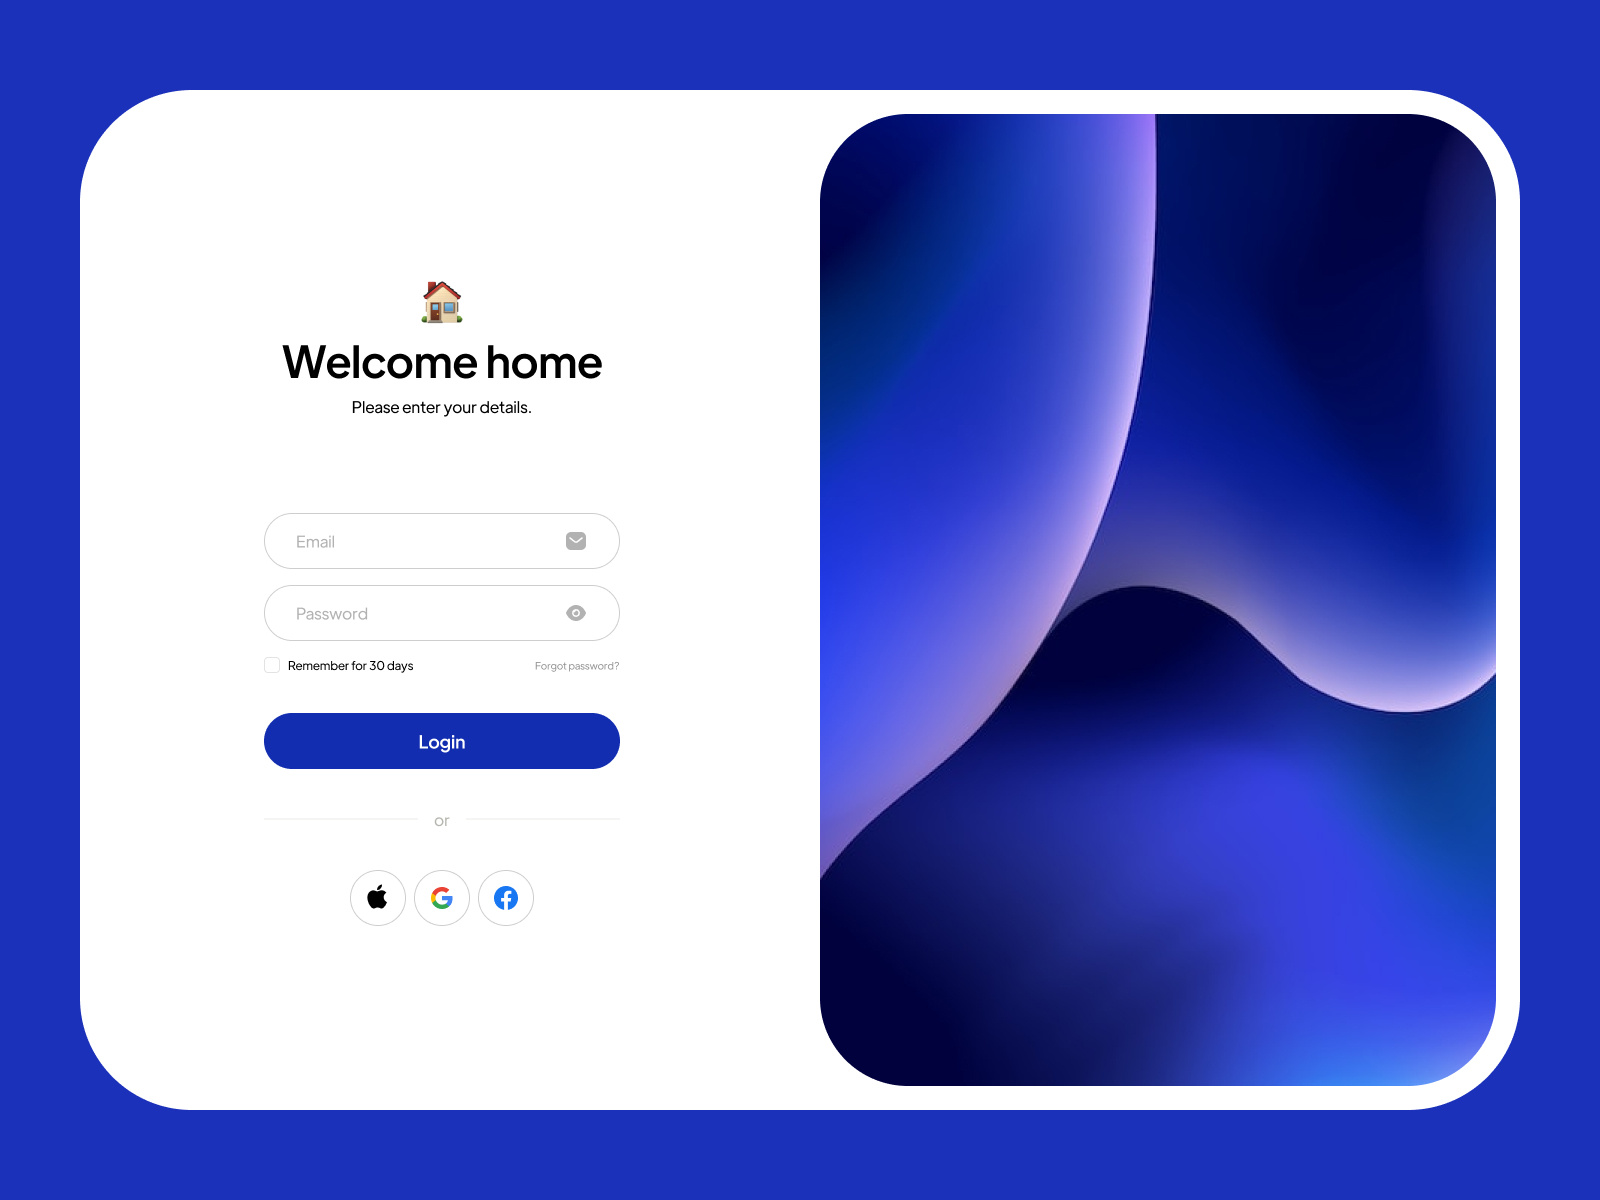 Welcome home
Please enter your details.
Email
Password
Remember for 30 days
Forgot password?
Login
or